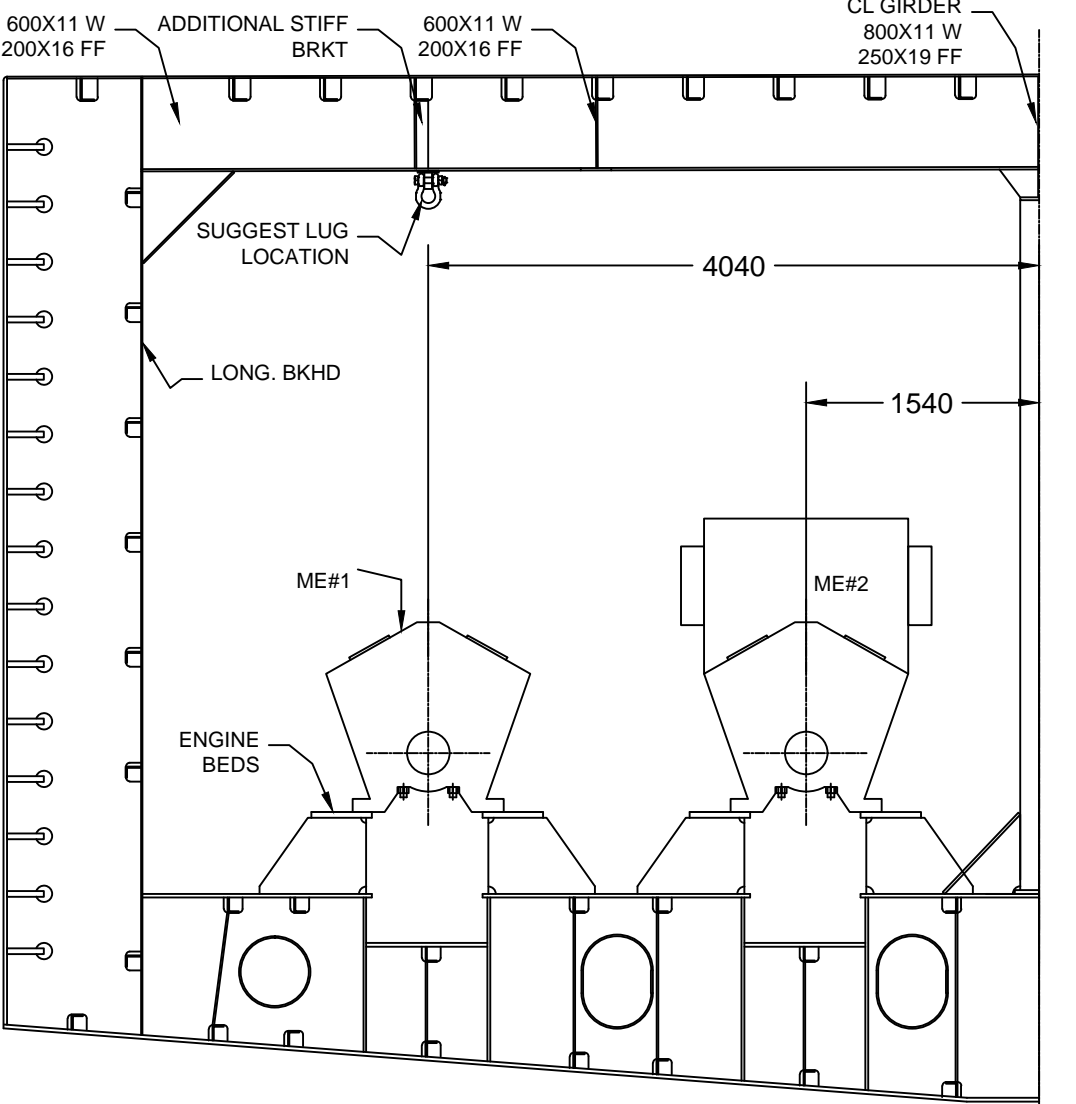 600X11 W
200X16 FF
ADDITIONAL STIFF
BRKT
600X11 W
200X16 FF
CL GIRDER
800X11 W
250X19 FF
SUGGEST LUG
LOCATION
4040
LONG. BKHD
1540
ME#1
ME#2
ENGINE
BEDS